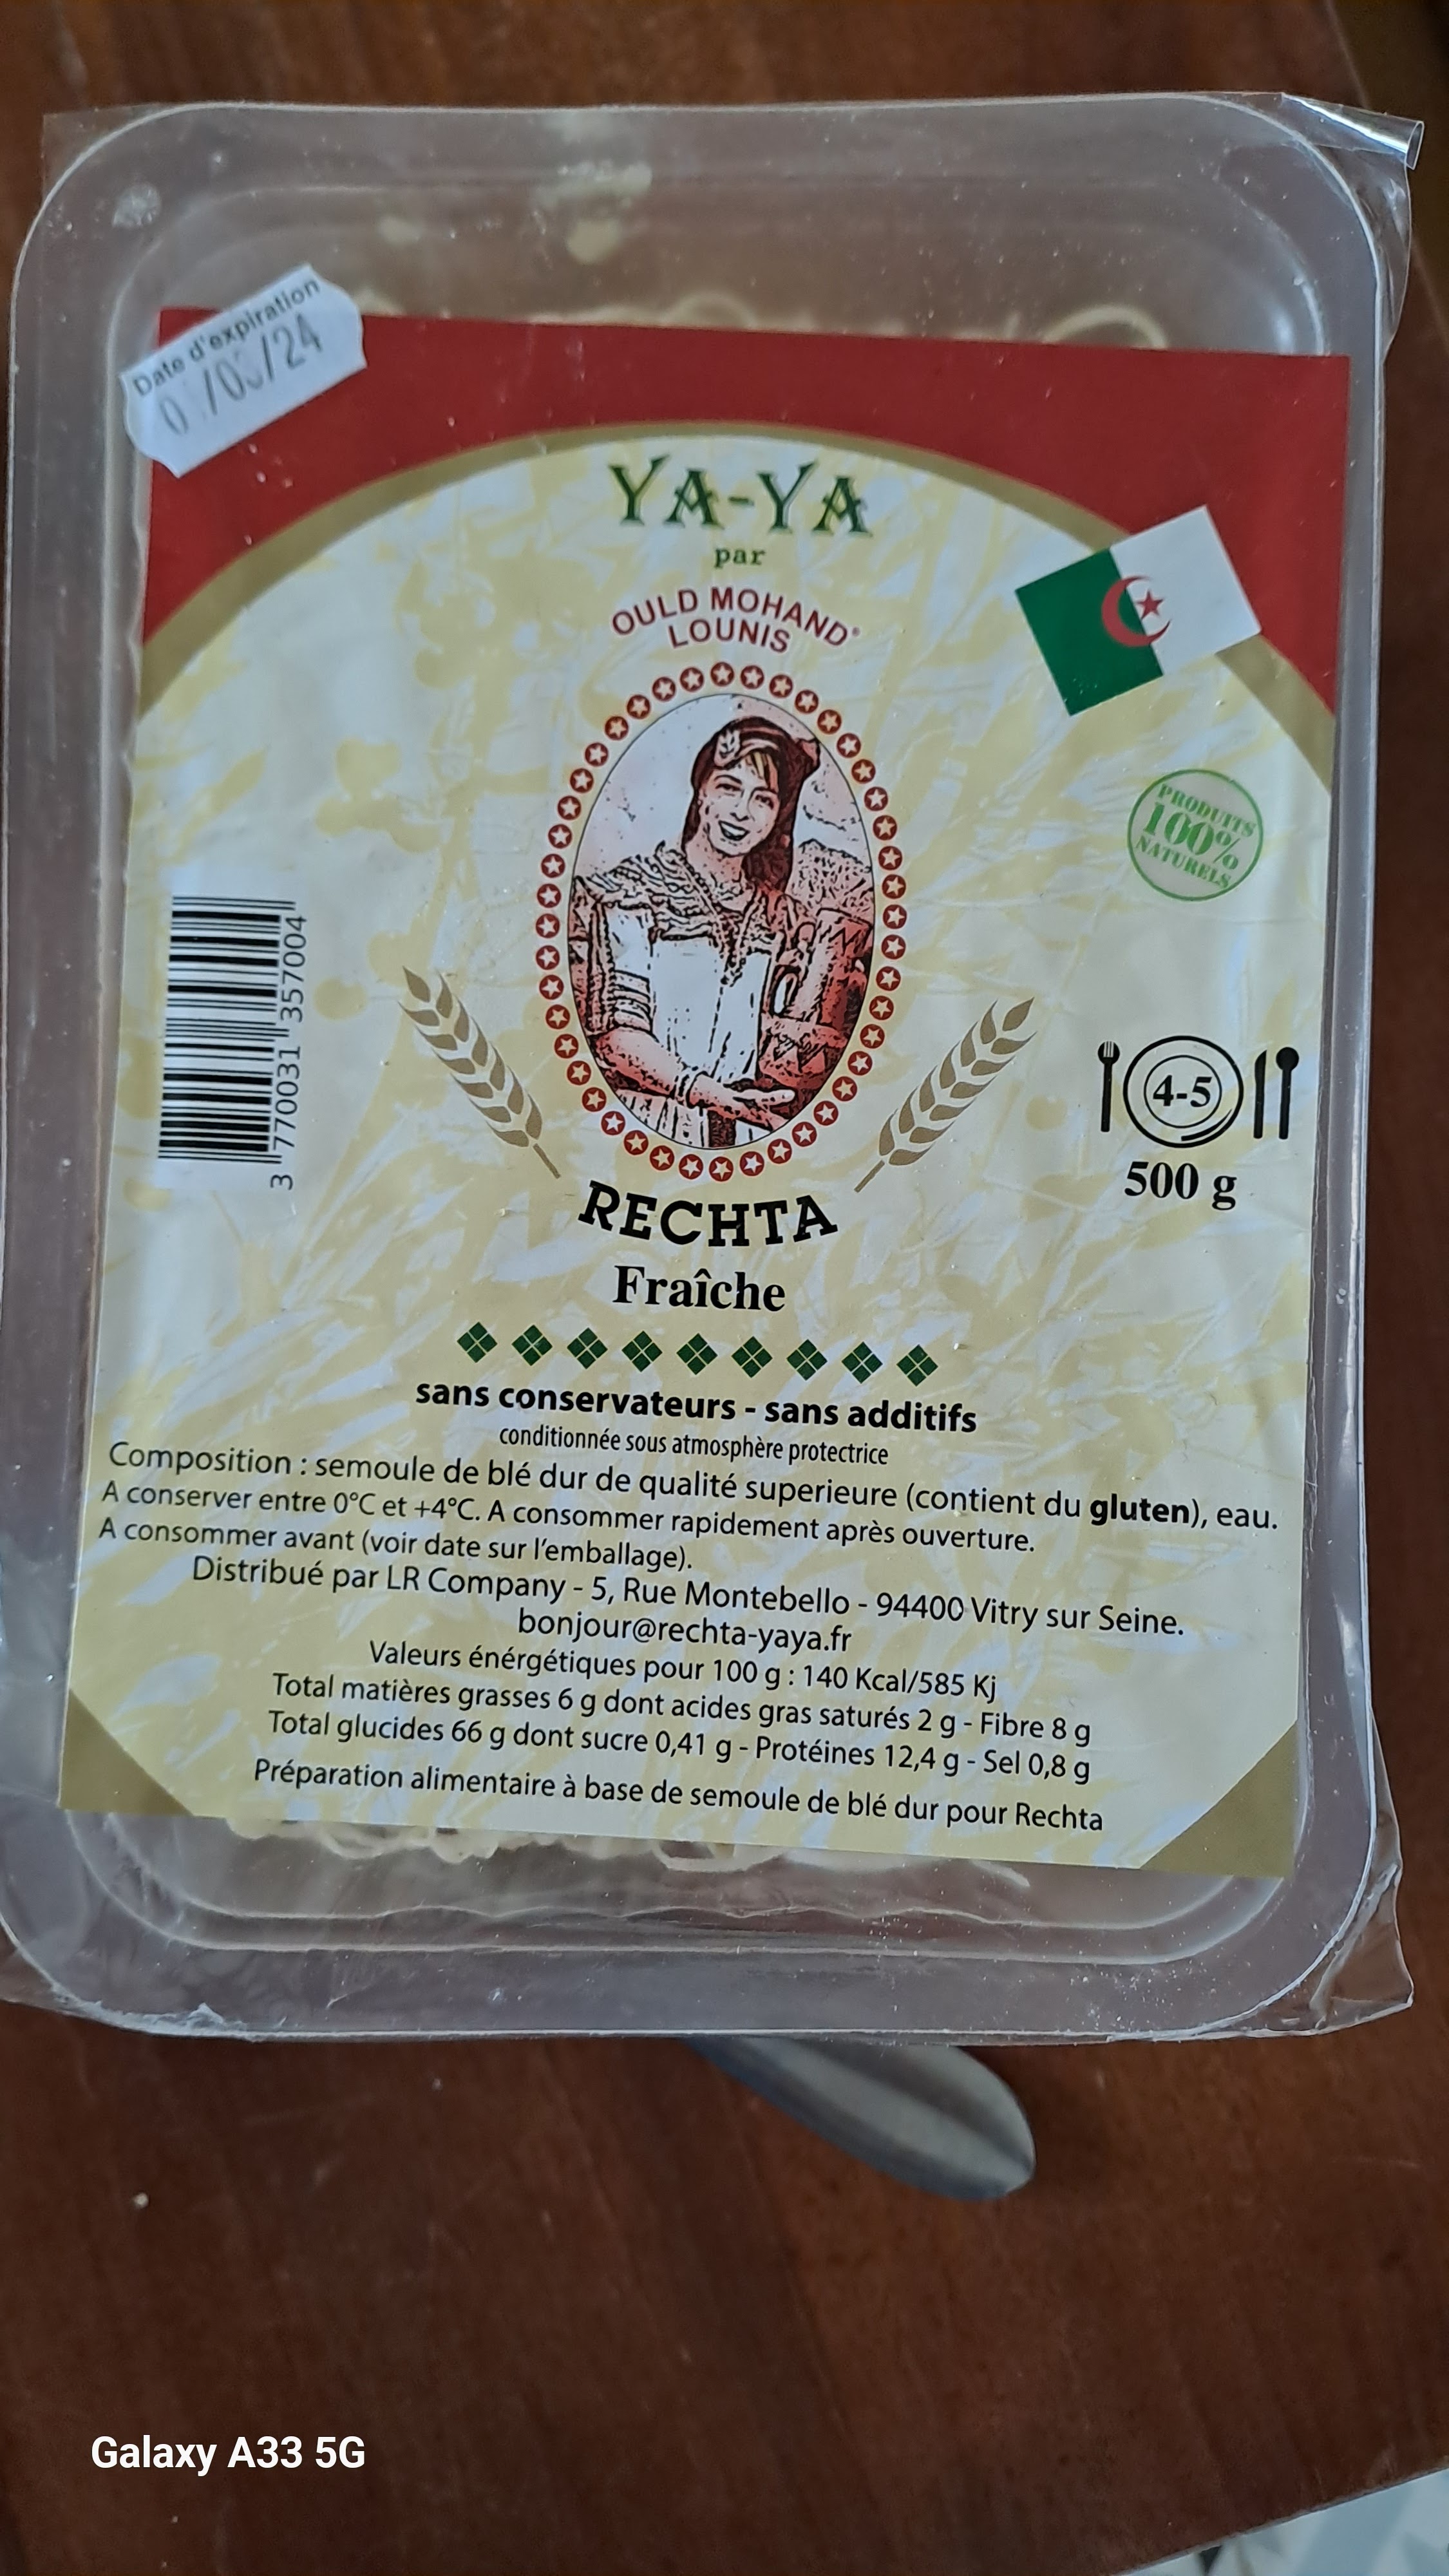 Date d'expiration
YA-YA
par
OULD MOHAND®
LOUNIS
PRODUITS
100%
NATURELS
3 770031 357004
4-5
500 g
RECHTA
Fraîche
sans conservateurs - sans additifs
conditionnée sous atmosphère protectrice
Composition : semoule de blé dur de qualité superieure (contient du gluten), eau.
A conserver entre 0°C et +4°C. A consommer rapidement après ouverture.
A consommer avant (voir date sur l'emballage).
Distribué par LR Company - 5, Rue Montebello - 94400 Vitry sur Seine.
bonjour@rechta-yaya.fr
Valeurs énérgétiques pour 100 g : 140 Kcal/585 Kj
Total matières grasses 6 g dont acides gras saturés 2 g - Fibre 8 g
Total glucides 66 g dont sucre 0,41 g - Protéines 12,4 g - Sel 0,8 g
Préparation alimentaire à base de semoule de blé dur pour Rechta
Galaxy A33 5G